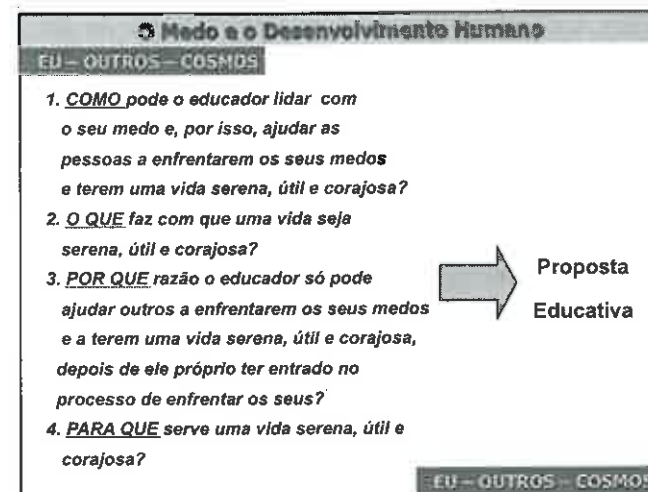 O Medo e o Desenvolvimento Humano
EU – OUTROS – COSMOS
1. COMO pode o educador lidar com
o seu medo e, por isso, ajudar as
pessoas a enfrentarem os seus medos
e terem uma vida serena, útil e corajosa?
2. O QUE faz com que uma vida seja
serena, útil e corajosa?
3. POR QUE razão o educador só pode
ajudar outros a enfrentarem os seus medos
e a terem uma vida serena, útil e corajosa,
depois de ele próprio ter entrado no
processo de enfrentar os seus?
4. PARA QUE serve uma vida serena, útil e
corajosa?
Proposta
Educativa
EU – OUTROS – COSMOS